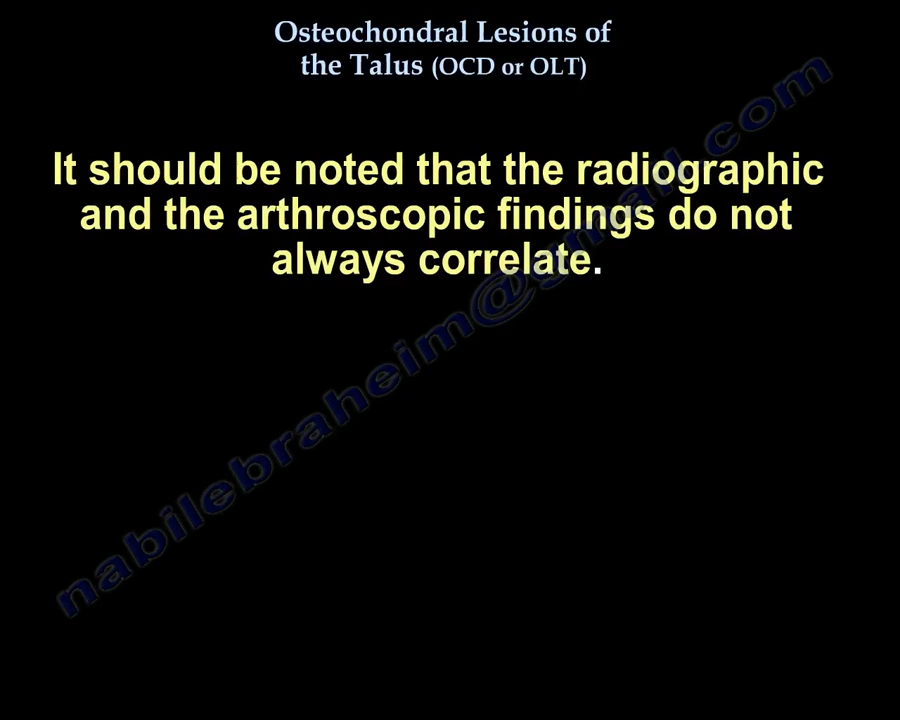 Osteochondral Lesions of
the Talus (OCD or OLT)
It should be noted that the radiographic
and the arthroscopic findings do not
always correlate.
nabilebraheim@gmail.com